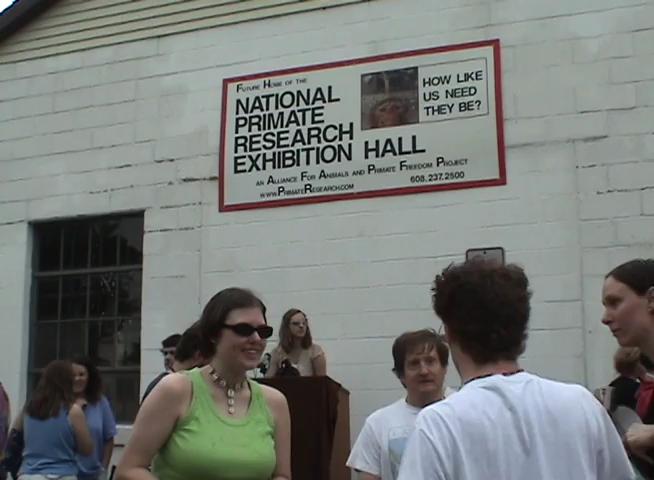 FUTURE HOME OF THE
NATIONAL
PRIMATE
RESEARCH
EXHIBITION HALL
HOW LIKE
US NEED
THEY BE?
AN ALLIANCE FOR ANIMALS AND PRIMATE FREEDOM PROJECT
WWW.PRIMATERESEARCH.COM
608.237.2500